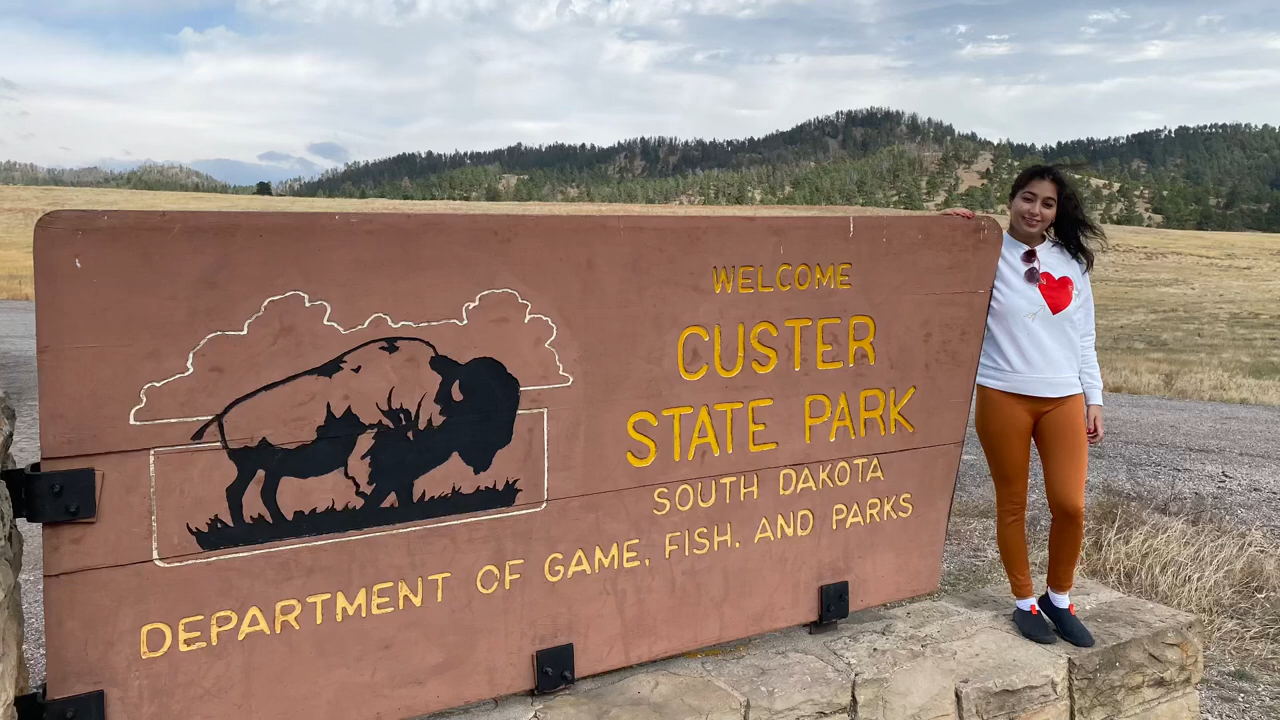 WELCOME
CUSTER
STATE PARK
SOUTH DAKOTA
DEPARTMENT OF GAME, FISH, AND PARKS